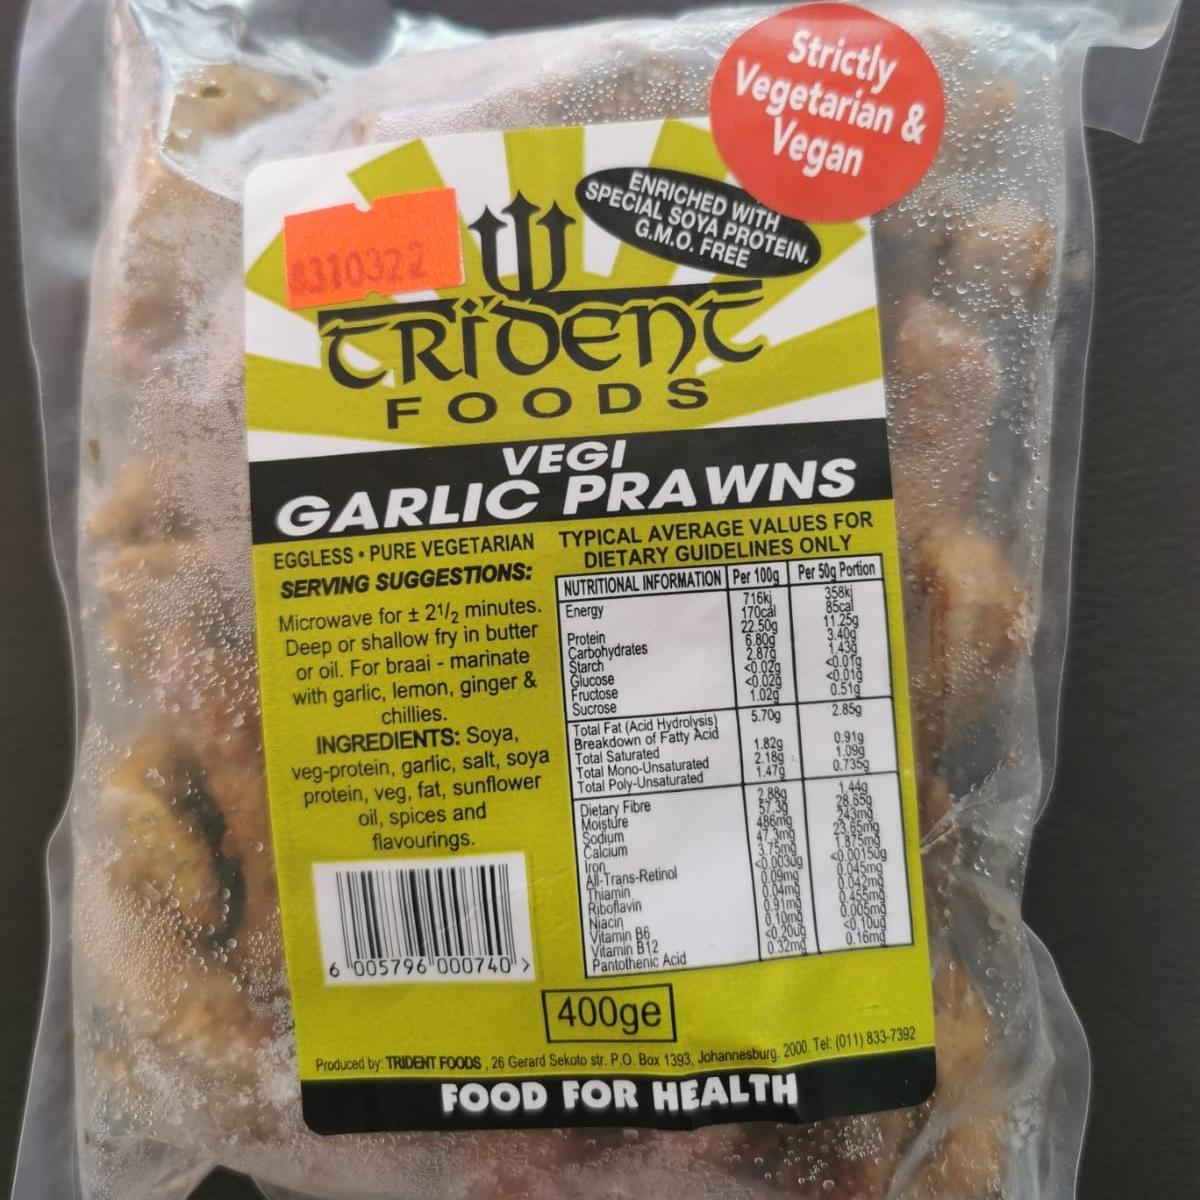 Strictly
Vegetarian &
Vegan
ENRICHED WITH
SPECIAL SOYA PROTEIN.
G.M.O. FREE
310322
TRIDENT
FOODS
VEGI
GARLIC PRAWNS
EGGLESS • PURE VEGETARIAN
SERVING SUGGESTIONS:
Microwave for ± 2 1/2 minutes.
Deep or shallow fry in butter
or oil. For braai - marinate
with garlic, lemon, ginger &
chillies.
INGREDIENTS: Soya,
veg-protein, garlic, salt, soya
protein, veg, fat, sunflower
oil, spices and
flavourings.
6 005796 000740 >
TYPICAL AVERAGE VALUES FOR
DIETARY GUIDELINES ONLY
NUTRITIONAL INFORMATION Per 100g Per 50g Portion
Energy 716kj 358kj
170cal 85cal
Protein 22.50g 11.25g
Carbohydrates 6.80g 3.40g
Starch 2.87g 1.43g
Glucose <0.02g <0.01g
Fructose <0.02g <0.01g
Sucrose 1.02g 0.51g
Total Fat (Acid Hydrolysis) 5.70g 2.85g
Breakdown of Fatty Acid
Total Saturated 1.82g 0.91g
Total Mono-Unsaturated 2.18g 1.09g
Total Poly-Unsaturated 1.47g 0.735g
Dietary Fibre 2.88g 1.44g
Moisture 57.3g 28.65g
Sodium 486mg 243mg
Calcium 47.3mg 23.65mg
Iron 3.75mg 1.875mg
All-Trans-Retinol <0.003ug <0.0015ug
Thiamin 0.09mg 0.045mg
Riboflavin 0.04mg 0.042mg
Niacin 0.91mg 0.455mg
Vitamin B6 0.10mg 0.005mg
Vitamin B12 <0.20ug <0.10ug
Pantothenic Acid 0.32mg 0.16mg
400ge
Produced by: TRIDENT FOODS , 26 Gerard Sekoto str. P.O. Box 1393, Johannesburg. 2000. Tel: (011) 833-7392
FOOD FOR HEALTH